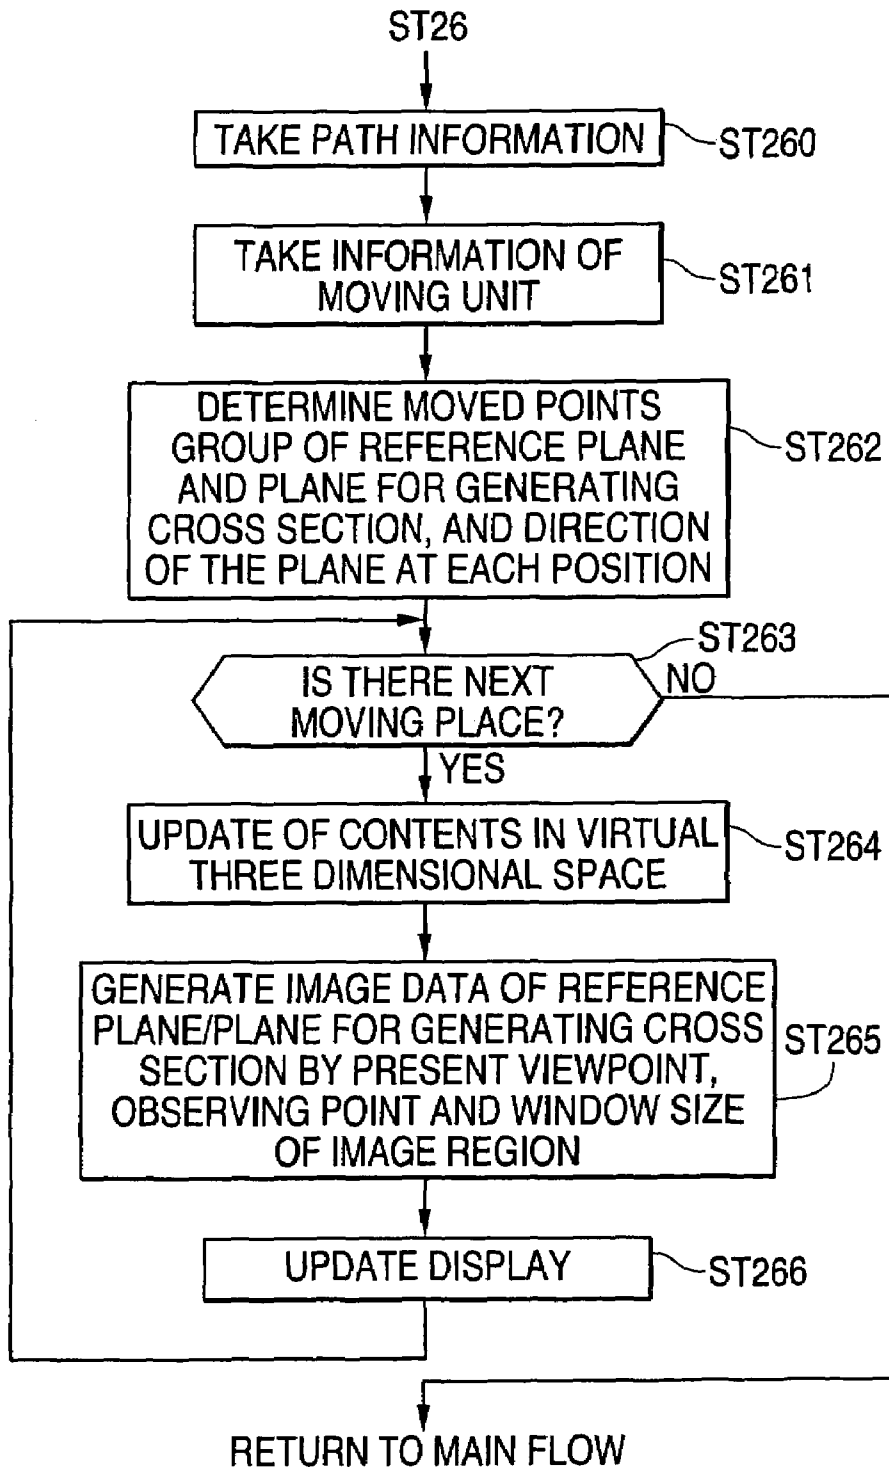 ST26
TAKE PATH INFORMATION
ST260
TAKE INFORMATION OF
MOVING UNIT
ST261
DETERMINE MOVED POINTS
GROUP OF REFERENCE PLANE
AND PLANE FOR GENERATING
CROSS SECTION, AND DIRECTION
OF THE PLANE AT EACH POSITION
ST262
ST263
IS THERE NEXT
MOVING PLACE?
NO
YES
UPDATE OF CONTENTS IN VIRTUAL
THREE DIMENSIONAL SPACE
ST264
GENERATE IMAGE DATA OF REFERENCE
PLANE/PLANE FOR GENERATING CROSS
SECTION BY PRESENT VIEWPOINT,
OBSERVING POINT AND WINDOW SIZE
OF IMAGE REGION
ST265
UPDATE DISPLAY
ST266
RETURN TO MAIN FLOW